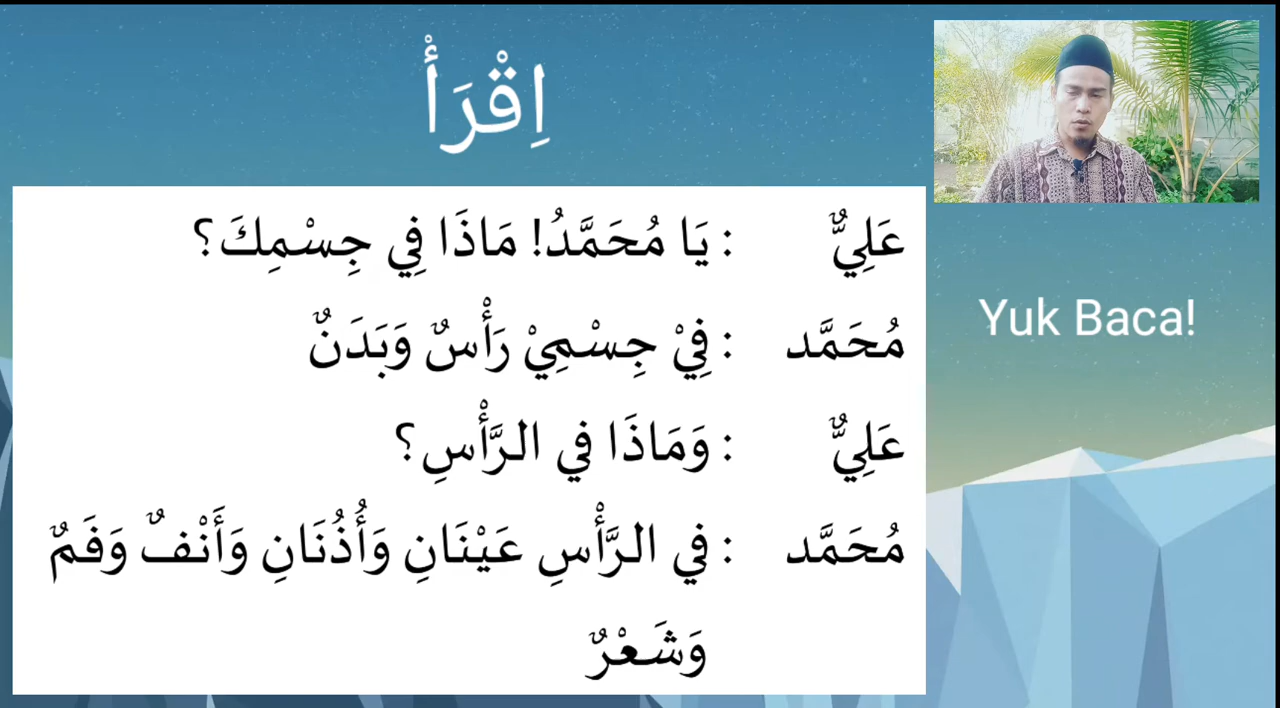 اِقْرَأْ
عَلِيٌّ : يَا مُحَمَّدُ! مَاذَا فِي جِسْمِكَ؟
مُحَمَّد : فِيْ جِسْمِيْ رَأْسٌ وَبَدَنٌ
عَلِيٌّ : وَمَاذَا في الرَّأْسِ؟
مُحَمَّد : في الرَّأْسِ عَيْنَانِ وَأُذُنَانِ وَأَنْفٌ وَفَمٌ
وَشَعْرٌ
Yuk Baca!